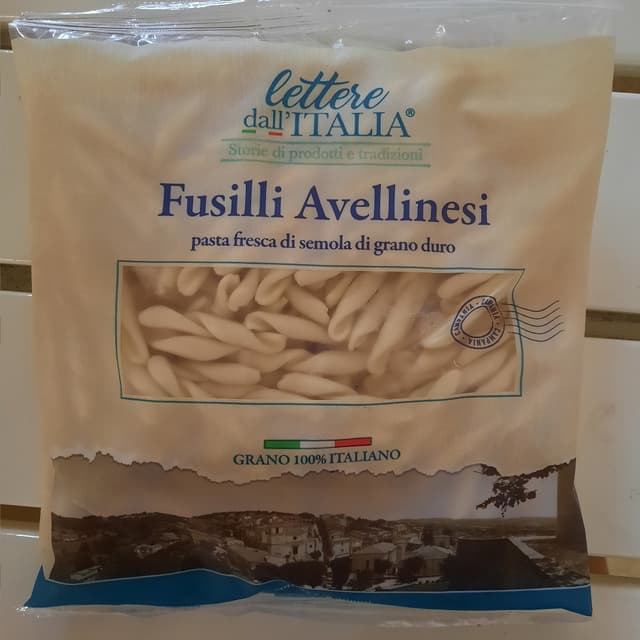 lettere
dall'ITALIA®
Storie di prodotti e tradizioni
Fusilli Avellinesi
pasta fresca di semola di grano duro
CAMPANIA
GRANO 100% ITALIANO